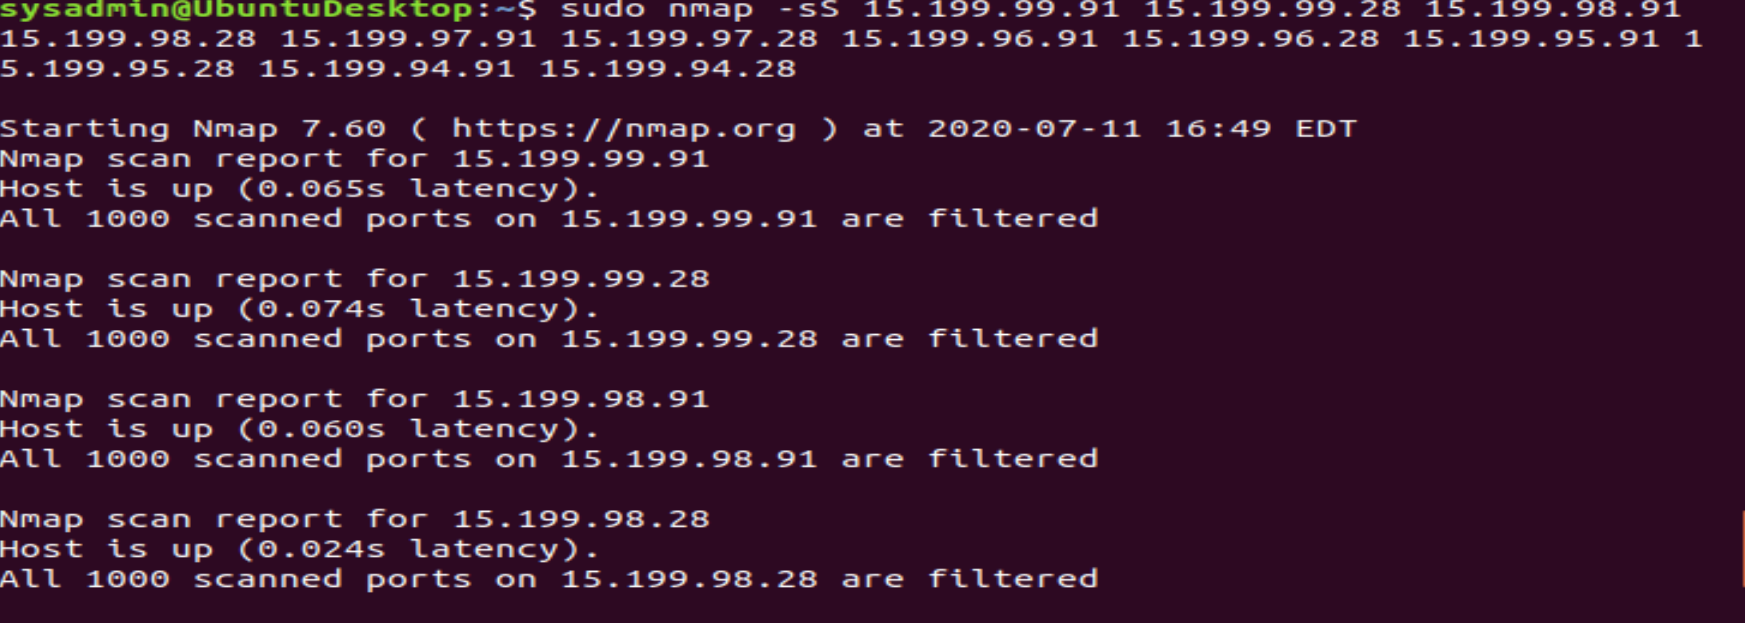 sysadmin@UbuntuDesktop:~$ sudo nmap -sS 15.199.99.91 15.199.99.28 15.199.98.91
15.199.98.28 15.199.97.91 15.199.97.28 15.199.96.91 15.199.96.28 15.199.95.91 1
5.199.95.28 15.199.94.91 15.199.94.28
Starting Nmap 7.60 ( https://nmap.org ) at 2020-07-11 16:49 EDT
Nmap scan report for 15.199.99.91
Host is up (0.065s latency).
All 1000 scanned ports on 15.199.99.91 are filtered
Nmap scan report for 15.199.99.28
Host is up (0.074s latency).
All 1000 scanned ports on 15.199.99.28 are filtered
Nmap scan report for 15.199.98.91
Host is up (0.060s latency).
All 1000 scanned ports on 15.199.98.91 are filtered
Nmap scan report for 15.199.98.28
Host is up (0.024s latency).
All 1000 scanned ports on 15.199.98.28 are filtered